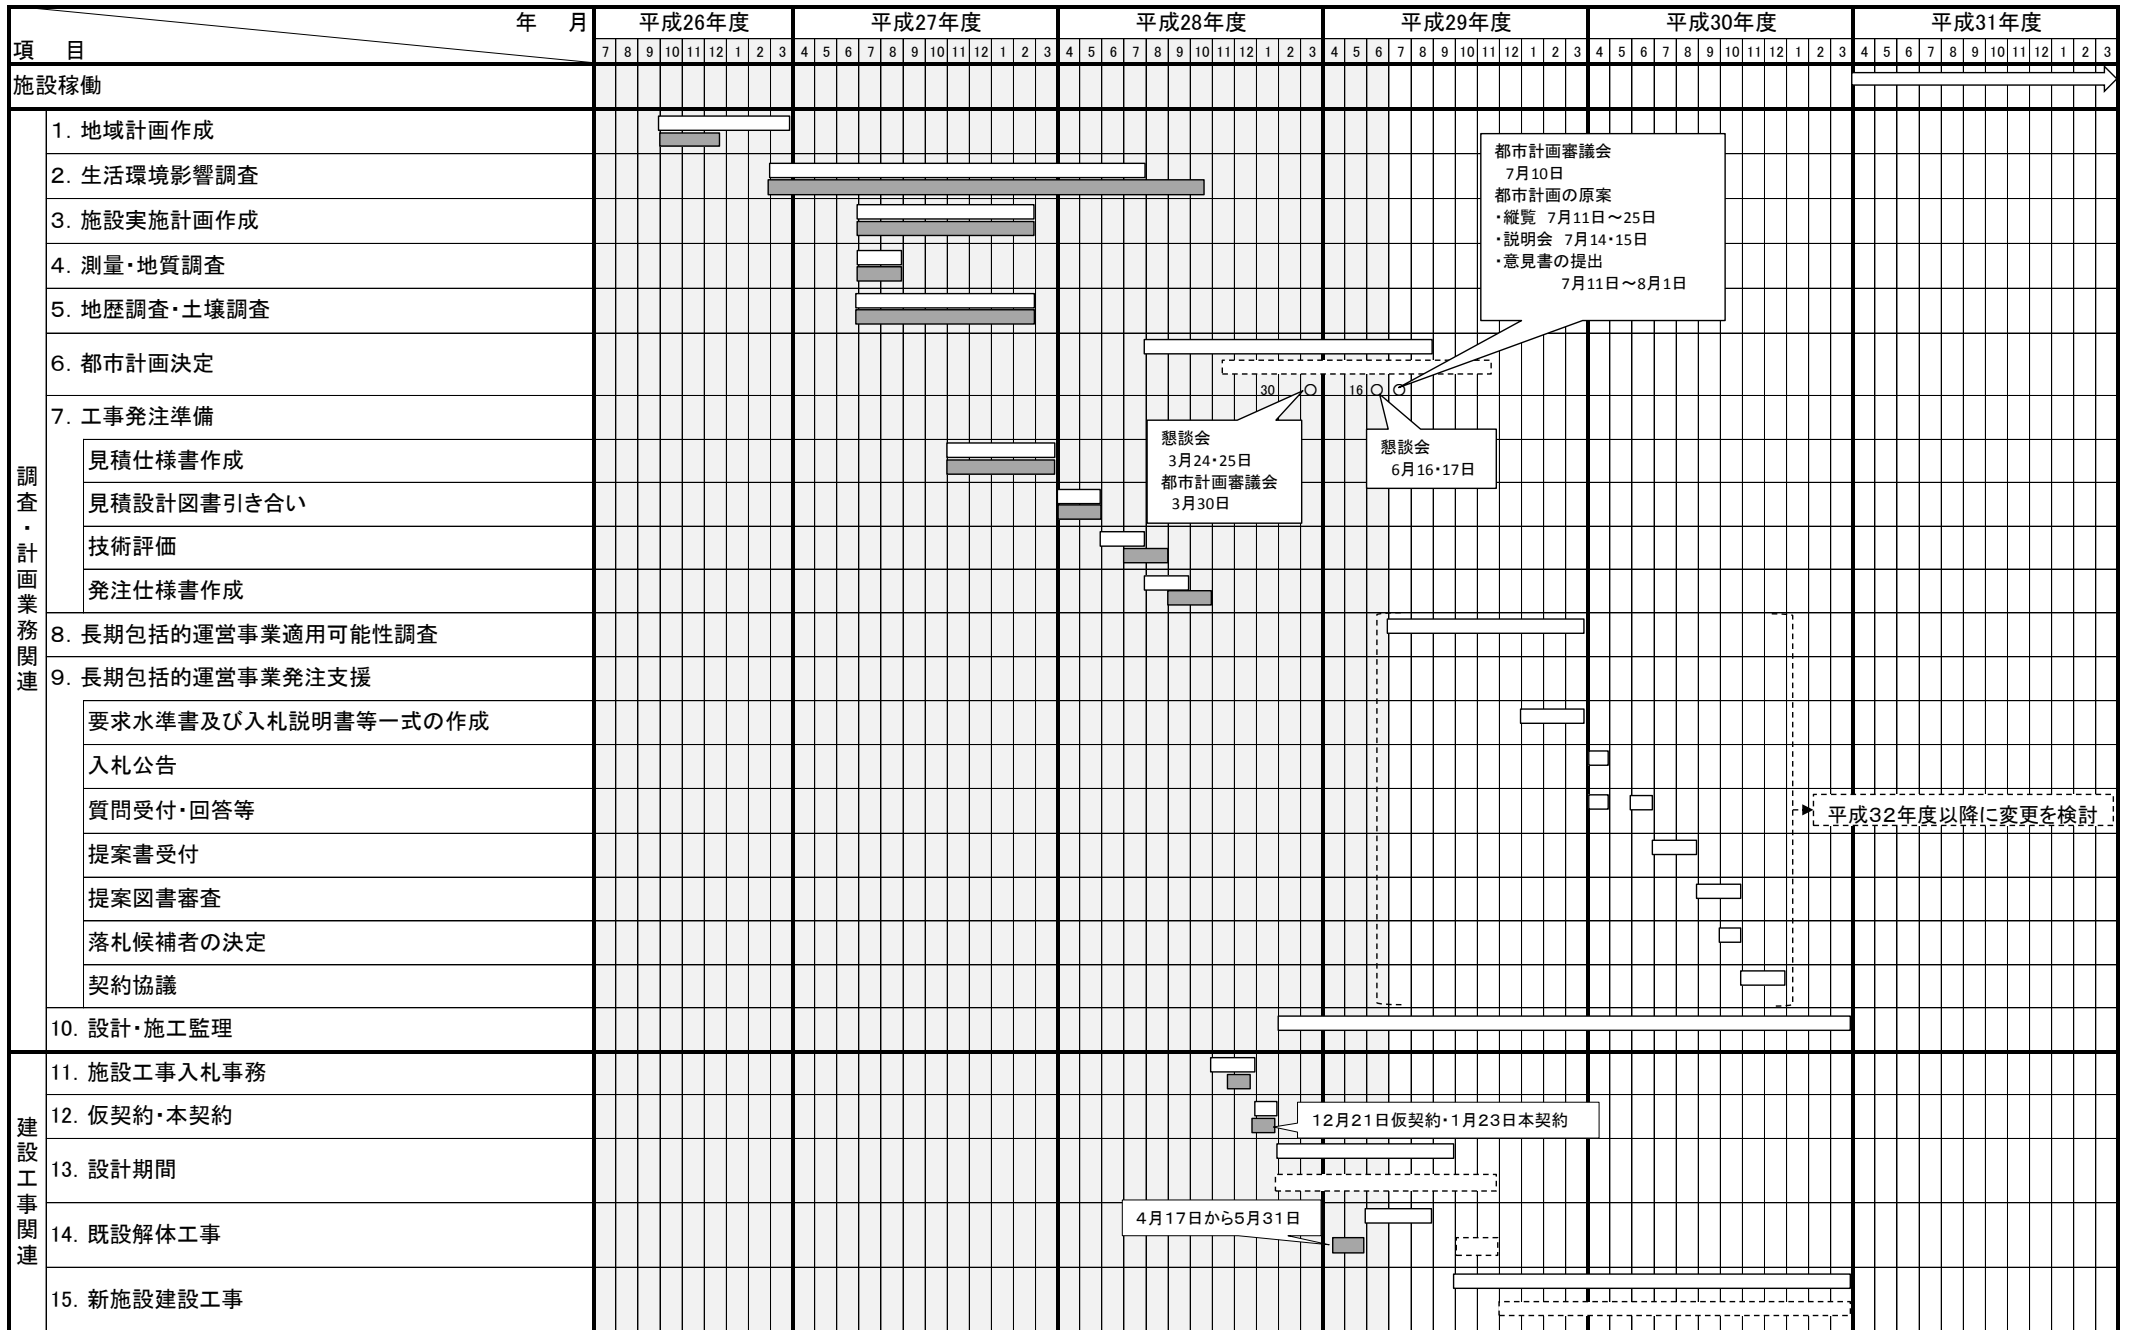 年　月
項　目
平成26年度
平成27年度
平成28年度
平成29年度
平成30年度
平成31年度
7 8 9 10 11 12 1 2 3 4 5 6 7 8 9 10 11 12 1 2 3 4 5 6 7 8 9 10 11 12 1 2 3 4 5 6 7 8 9 10 11 12 1 2 3 4 5 6 7 8 9 10 11 12 1 2 3 4 5 6 7 8 9 10 11 12 1 2 3
施設稼働
調査・計画業務関連
1. 地域計画作成
2. 生活環境影響調査
3. 施設実施計画作成
4. 測量・地質調査
5. 地歴調査・土壌調査
6. 都市計画決定
30
16
都市計画審議会
7月10日
都市計画の原案
・縦覧　7月11日～25日
・説明会　7月14・15日
・意見書の提出
7月11日～8月1日
懇談会
3月24・25日
都市計画審議会
3月30日
懇談会
6月16・17日
7. 工事発注準備
見積仕様書作成
見積設計図書引き合い
技術評価
発注仕様書作成
8. 長期包括的運営事業適用可能性調査
9. 長期包括的運営事業発注支援
要求水準書及び入札説明書等一式の作成
入札公告
質問受付・回答等
平成32年度以降に変更を検討
提案書受付
提案図書審査
落札候補者の決定
契約協議
10. 設計・施工監理
建設工事関連
11. 施設工事入札事務
12. 仮契約・本契約
12月21日仮契約・1月23日本契約
13. 設計期間
14. 既設解体工事
4月17日から5月31日
15. 新施設建設工事